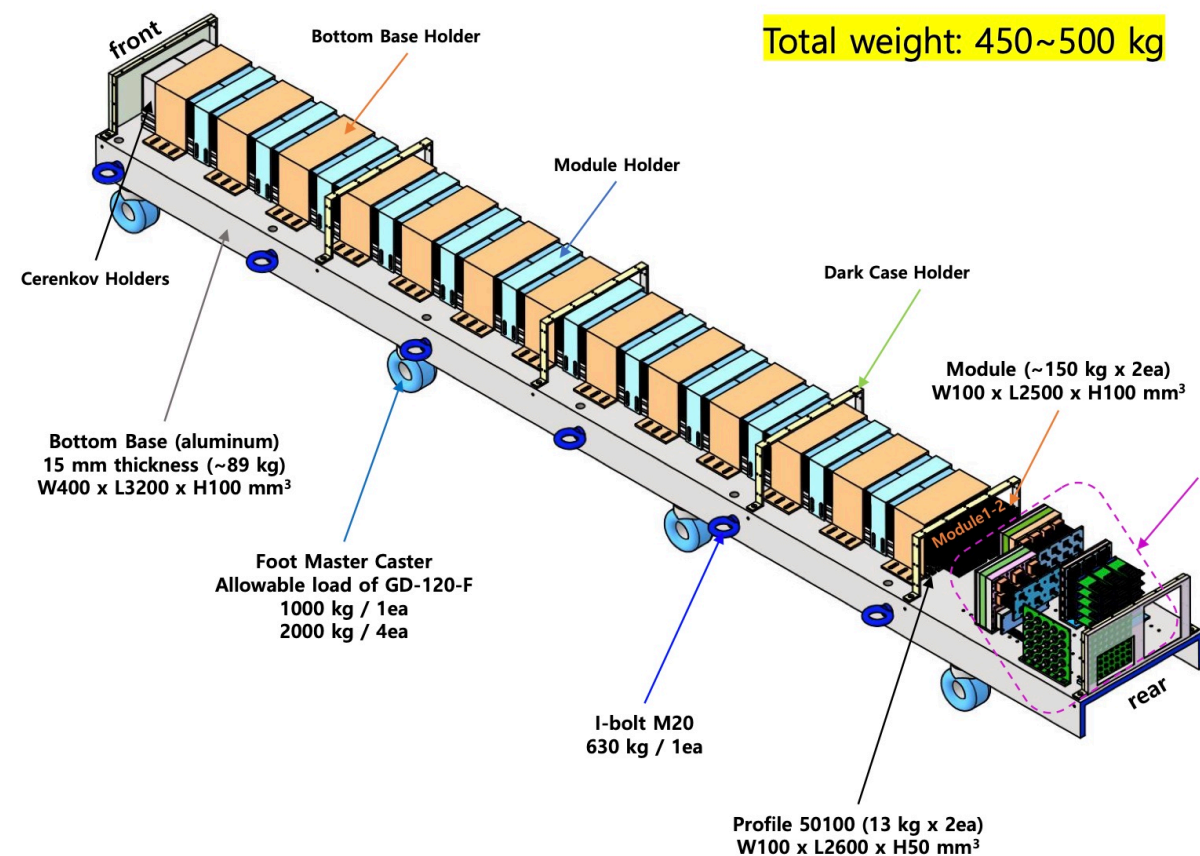 Total weight: 450~500 kg
front
Bottom Base Holder
Module Holder
Dark Case Holder
Cerenkov Holders
Module (~150 kg x 2ea)
W100 x L2500 x H100 mm³
Bottom Base (aluminum)
15 mm thickness (~89 kg)
W400 x L3200 x H100 mm³
Module1-2
Foot Master Caster
Allowable load of GD-120-F
1000 kg / 1ea
2000 kg / 4ea
rear
I-bolt M20
630 kg / 1ea
Profile 50100 (13 kg x 2ea)
W100 x L2600 x H50 mm³